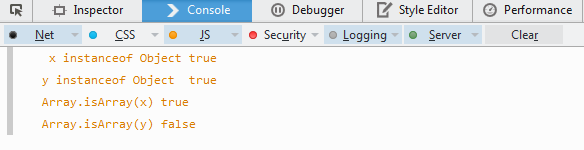 Inspector Console Debugger Style Editor Performance
Net CSS JS Security Logging Server Clear
x instanceof Object true
y instanceof Object  true
Array.isArray(x) true
Array.isArray(y) false